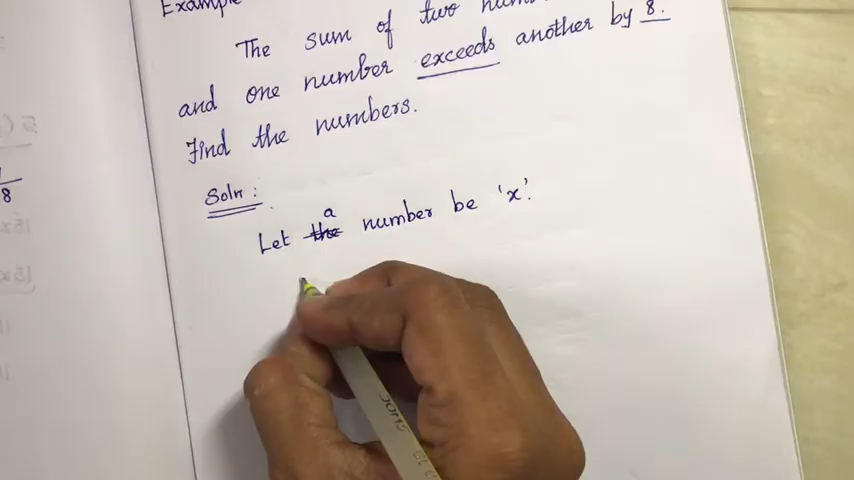 Example
The sum of two
and one number exceeds another by 8.
Find the numbers.
Soln :
a
Let the number be 'x'.
8